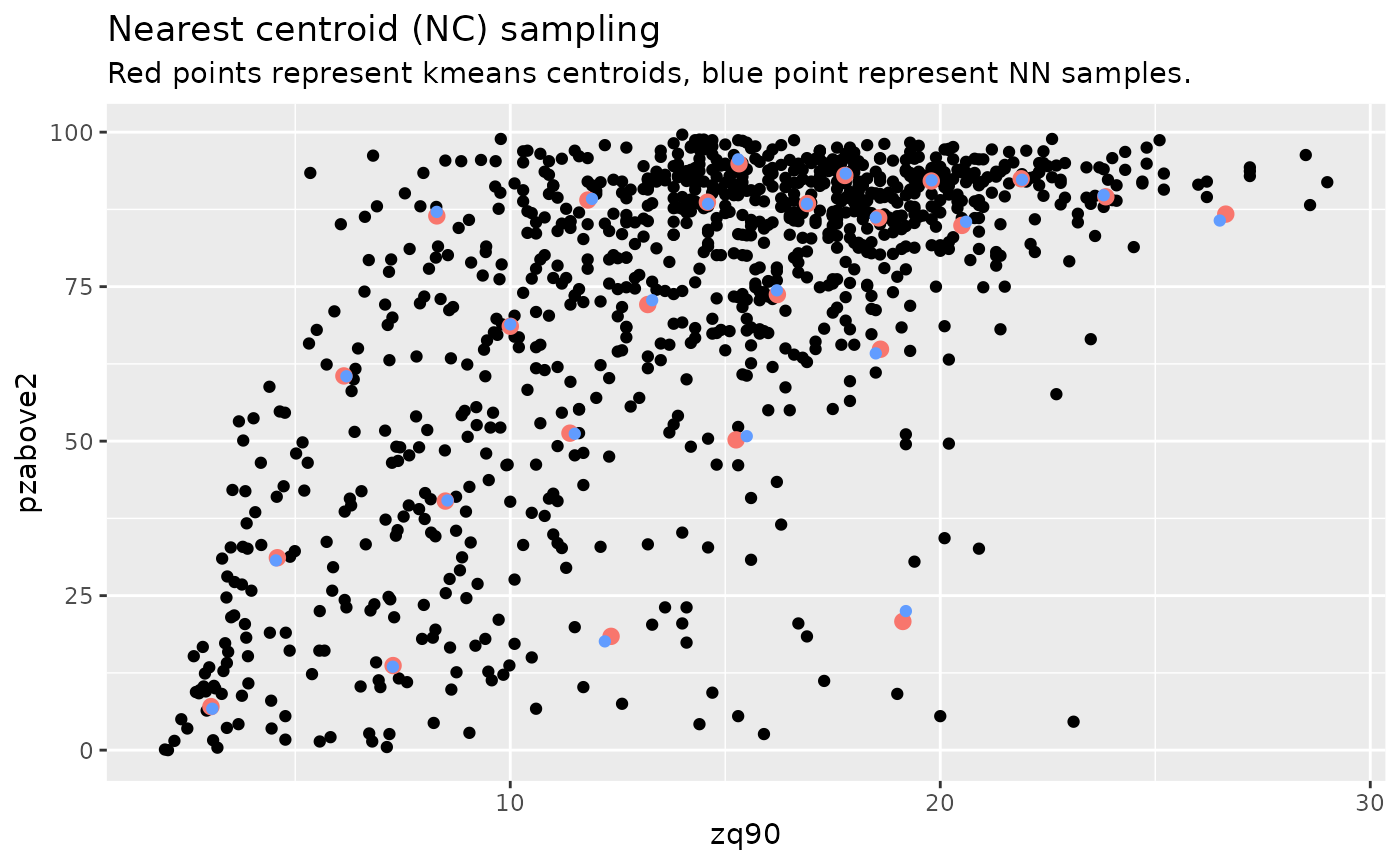 Nearest centroid (NC) sampling
Red points represent kmeans centroids, blue point represent NN samples.
100
75
50
25
0
pzabove2
10
20
30
zq90